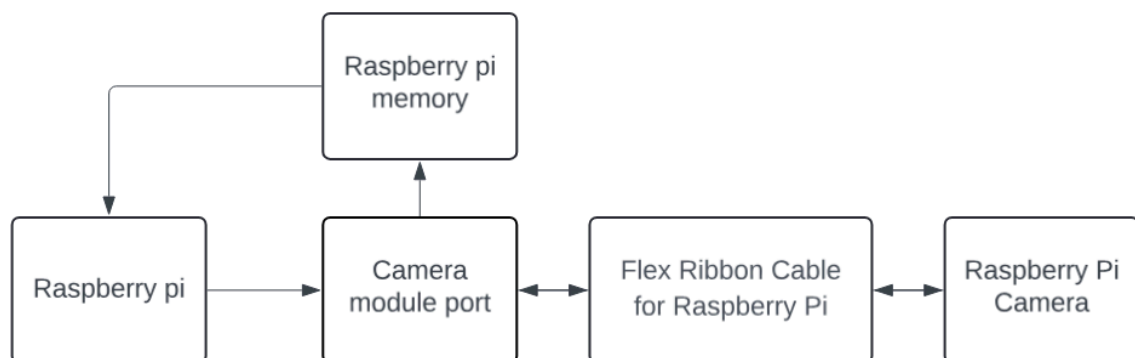 Raspberry pi
memory
Raspberry pi
Camera
module port
Flex Ribbon Cable
for Raspberry Pi
Raspberry Pi
Camera